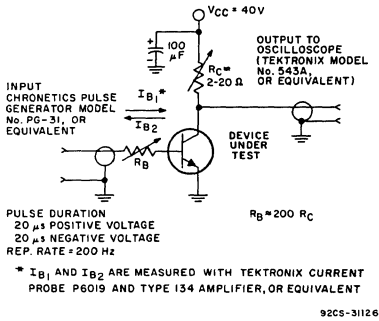 VCC = 40V
+
100
µF
-
RC≈
2-20 Ω
OUTPUT TO
OSCILLOSCOPE
(TEKTRONIX MODEL
No. 543A,
OR EQUIVALENT)
INPUT
CHRONETICS PULSE
GENERATOR MODEL
No. PG-31, OR
EQUIVALENT
IB1*
IB2
DEVICE
UNDER
TEST
RB
PULSE DURATION
20 µs POSITIVE VOLTAGE
20 µs NEGATIVE VOLTAGE
REP. RATE = 200 Hz
RB≈200 RC
* IB1 AND IB2 ARE MEASURED WITH TEKTRONIX CURRENT
PROBE P6019 AND TYPE 134 AMPLIFIER, OR EQUIVALENT
92CS-31126